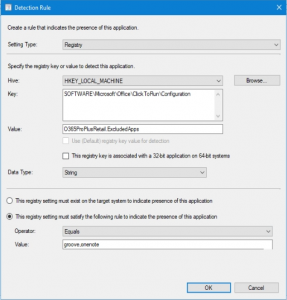 Detection Rule
Create a rule that indicates the presence of this application.
Setting Type: Registry
Specify the registry key or value to detect this application.
Hive: HKEY_LOCAL_MACHINE Browse...
Key: SOFTWARE\Microsoft\Office\ClickToRun\Configuration
Value: O365ProPlusRetail.ExcludedApps
Use (Default) registry key value for detection
This registry key is associated with a 32-bit application on 64-bit systems
Data Type: String
This registry setting must exist on the target system to indicate presence of this application
This registry setting must satisfy the following rule to indicate the presence of this application
Operator: Equals
Value: groove,onenote
OK Cancel